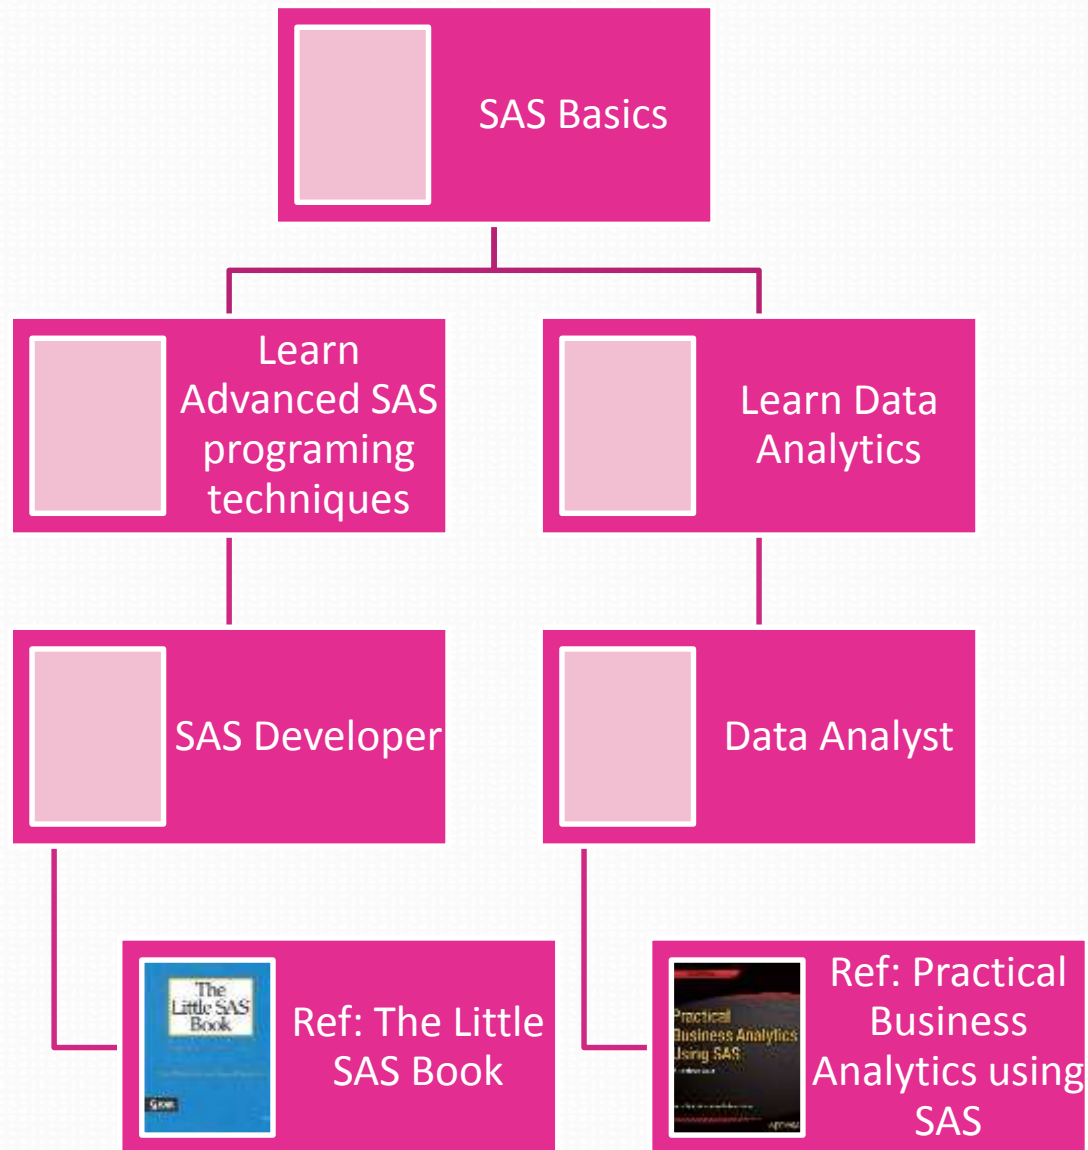 SAS Basics
Learn
Advanced SAS
programing
techniques
Learn Data
Analytics
SAS Developer
Data Analyst
The
Little SAS
Book
Ref: The Little
SAS Book
Practical
Business Analytics
Using SAS
Ref: Practical
Business
Analytics using
SAS